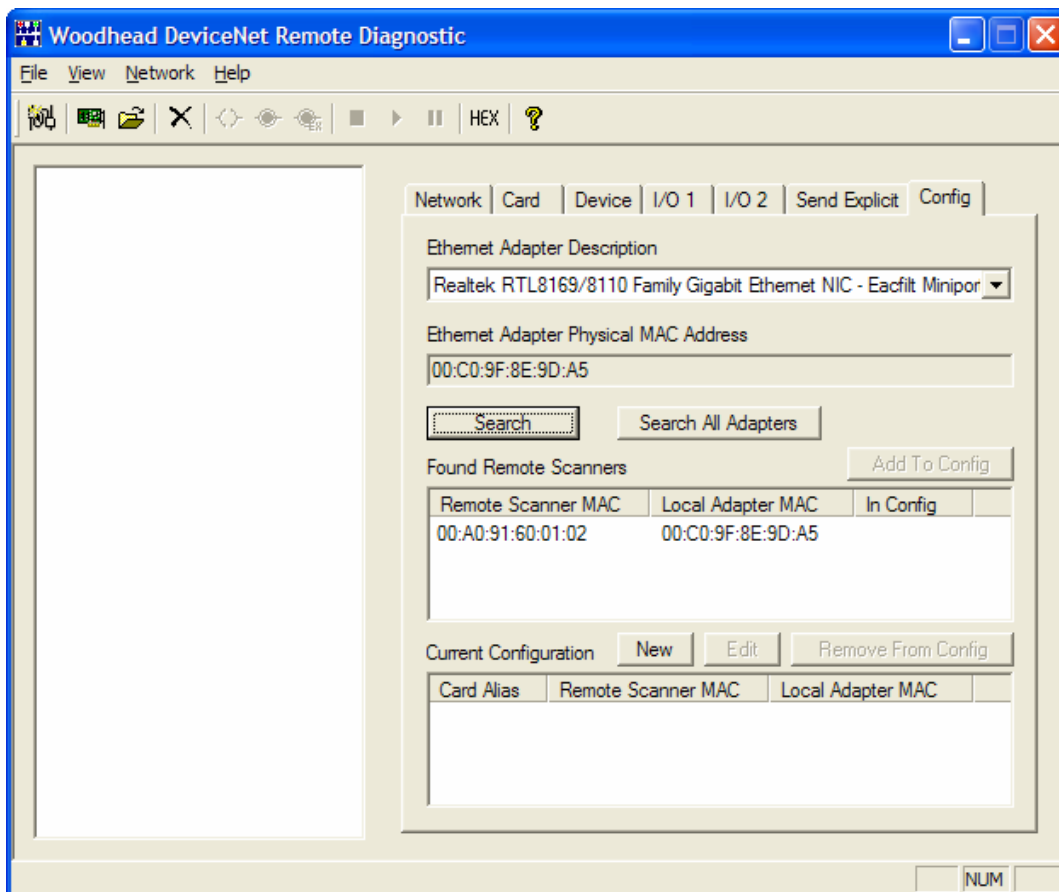 Woodhead DeviceNet Remote Diagnostic
File View Network Help
HEX
Network Card Device I/O 1 I/O 2 Send Explicit Config
Ethernet Adapter Description
Realtek RTL8169/8110 Family Gigabit Ethernet NIC - Eacfilt Minipor
Ethernet Adapter Physical MAC Address
00:C0:9F:8E:9D:A5
Search Search All Adapters
Found Remote Scanners Add To Config
Remote Scanner MAC Local Adapter MAC In Config
00:A0:91:60:01:02 00:C0:9F:8E:9D:A5
Current Configuration New Edit Remove From Config
Card Alias Remote Scanner MAC Local Adapter MAC
NUM